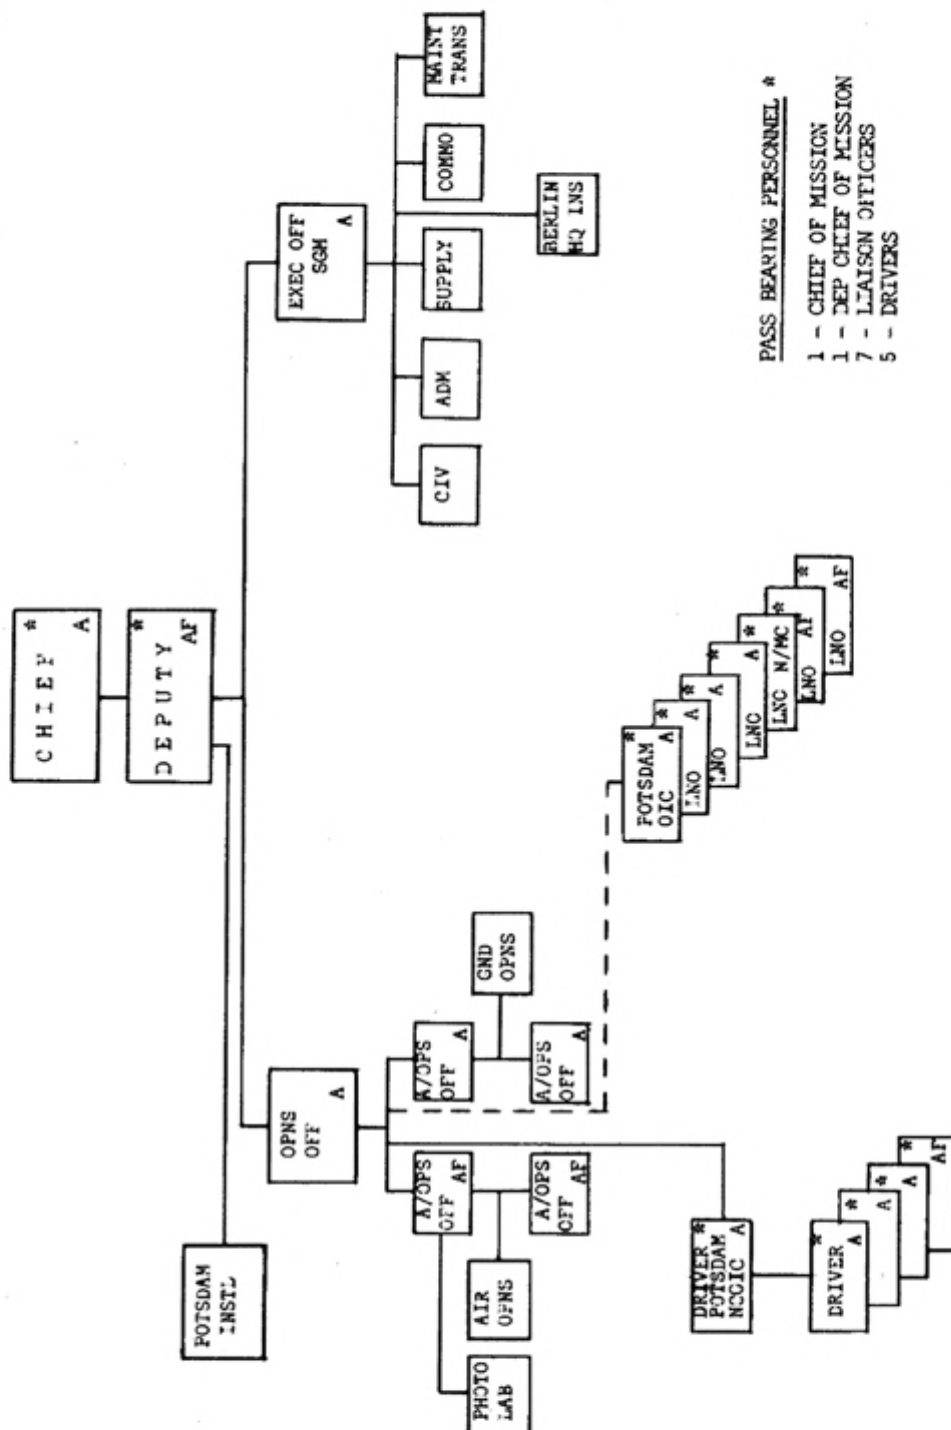 CHIEF *
A
DEPUTY *
AF
POTSDAM
INSTL
OPNS
OFF
A
EXEC OFF
SGM
A
PHOTO
LAB
AIR
OPNS
A/OPS
OFF
AF
A/OPS
OFF
AF
A/OPS
OFF
A
A/OPS
OFF
A
GND
OPNS
CIV
ADM
SUPPLY
COMMO
MAINT
TRANS
BERLIN
HQ INS
POTSDAM *
OIC
A
LNO * A
LNO * A
LNO * A
LNO N/MC *
LNO * AF
LNO * AF
DRIVER *
POTSDAM
NCOIC A
DRIVER *
A
* A
* A
* AF
PASS BEARING PERSONNEL *
1 - CHIEF OF MISSION
1 - DEP CHIEF OF MISSION
7 - LIAISON OFFICERS
5 - DRIVERS